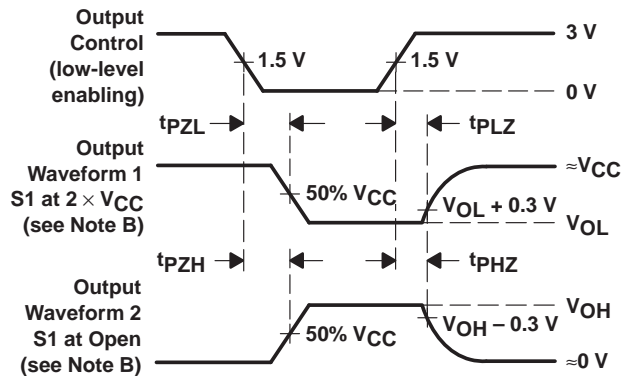 Output
Control
(low-level
enabling)
1.5 V
1.5 V
3 V
0 V
tPZL
tPLZ
Output
Waveform 1
S1 at 2 × VCC
(see Note B)
50% VCC
VOL + 0.3 V
≈VCC
VOL
tPZH
tPHZ
Output
Waveform 2
S1 at Open
(see Note B)
50% VCC
VOH − 0.3 V
VOH
≈0 V